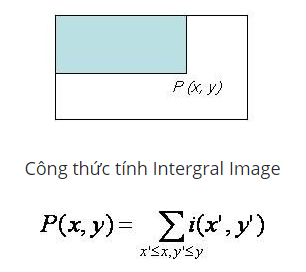 P (x, y)
Công thức tính Intergral Image
P(x, y) = ∑ i(x', y')
x'≤x,y'≤y